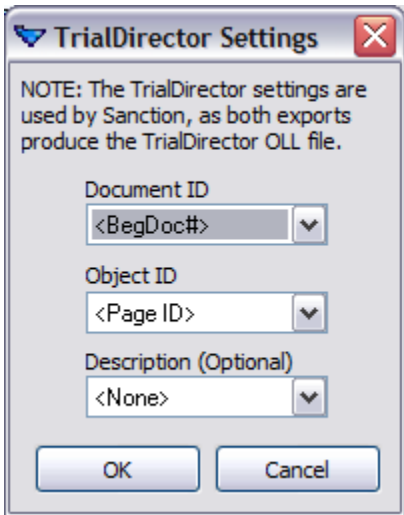 TrialDirector Settings
NOTE: The TrialDirector settings are
used by Sanction, as both exports
produce the TrialDirector OLL file.
Document ID
<BegDoc#>
Object ID
<Page ID>
Description (Optional)
<None>
OK Cancel